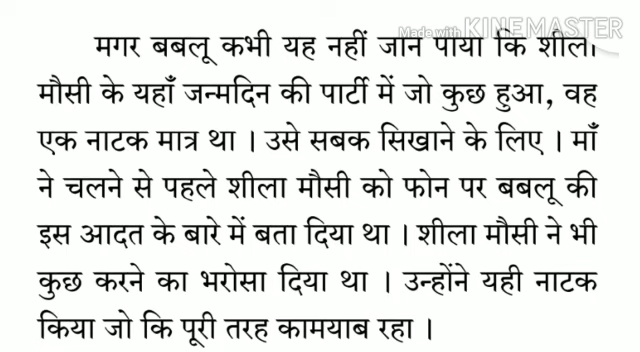 Made with KINEMASTER
मगर बबलू कभी यह नहीं जान पाया कि शीला
मौसी के यहाँ जन्मदिन की पार्टी में जो कुछ हुआ, वह
एक नाटक मात्र था । उसे सबक सिखाने के लिए । माँ
ने चलने से पहले शीला मौसी को फोन पर बबलू की
इस आदत के बारे में बता दिया था । शीला मौसी ने भी
कुछ करने का भरोसा दिया था । उन्होंने यही नाटक
किया जो कि पूरी तरह कामयाब रहा ।